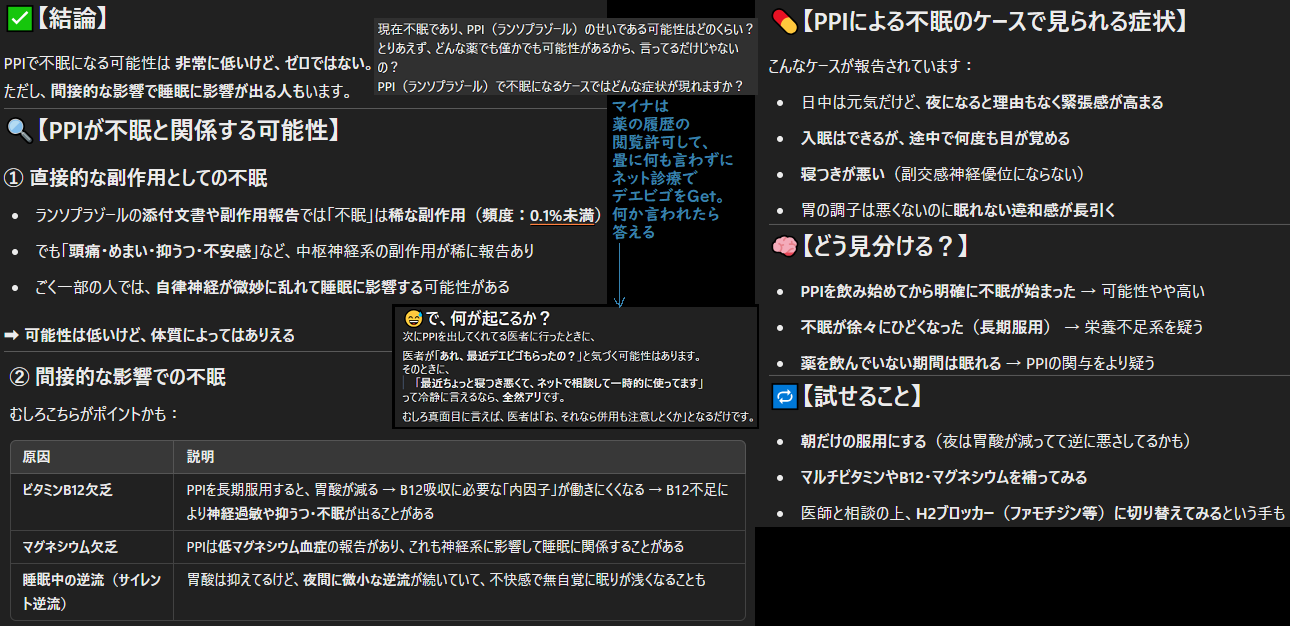 ✅【結論】
PPIで不眠になる可能性は 非常に低いけど、ゼロではない。
ただし、間接的な影響で睡眠に影響が出る人もいます。
現在不眠であり、PPI(ランソプラゾール)のせいである可能性はどのくらい?
とりあえず、どんな薬でも僅かでも可能性があるから、言ってるだけじゃない
の?
PPI(ランソプラゾール)で不眠になるケースではどんな症状が現れますか?
🔍【PPIが不眠と関係する可能性】
① 直接的な副作用としての不眠
• ランソプラゾールの添付文書や副作用報告では「不眠」は稀な副作用(頻度:0.1%未満)
• でも「頭痛・めまい・抑うつ・不安感」など、中枢神経系の副作用が稀に報告あり
• ごく一部の人では、自律神経が微妙に乱れて睡眠に影響する可能性がある
➡ 可能性は低いけど、体質によってはありえる
マイナは
薬の履歴の
閲覧許可して、
畳に何も言わずに
ネット診療で
デエビゴをGet。
何か言われたら
答える
😅で、何が起こるか?
次にPPIを出してくれてる医者に行ったときに、
医者が「あれ、最近デエビゴもらったの?」と気づく可能性はあります。
そのときに、
「最近ちょっと寝つき悪くて、ネットで相談して一時的に使ってます」
って冷静に言えるなら、全然アリです。
むしろ真面目に言えば、医者は「お、それなら併用も注意しとくか」となるだけです。
② 間接的な影響での不眠
むしろこちらがポイントかも:
原因 説明
ビタミンB12欠乏 PPIを長期服用すると、胃酸が減る → B12吸収に必要な「内因子」が働きにくくなる → B12不足に
より神経過敏や抑うつ・不眠が出ることがある
マグネシウム欠乏 PPIは低マグネシウム血症の報告があり、これも神経系に影響して睡眠に関係することがある
睡眠中の逆流(サイレン 胃酸は抑えてるけど、夜間に微小な逆流が続いていて、不快感で無自覚に眠りが浅くなることも
ト逆流)
💊【PPIによる不眠のケースで見られる症状】
こんなケースが報告されています:
• 日中は元気だけど、夜になると理由もなく緊張感が高まる
• 入眠はできるが、途中で何度も目が覚める
• 寝つきが悪い(副交感神経優位にならない)
• 胃の調子は悪くないのに眠れない違和感が長引く
🧠【どう見分ける?】
• PPIを飲み始めてから明確に不眠が始まった → 可能性やや高い
• 不眠が徐々にひどくなった(長期服用) → 栄養不足系を疑う
• 薬を飲んでいない期間は眠れる → PPIの関与をより疑う
🔁【試せること】
• 朝だけの服用にする(夜は胃酸が減ってて逆に悪さしてるかも)
• マルチビタミンやB12・マグネシウムを補ってみる
• 医師と相談の上、H2ブロッカー(ファモチジン等)に切り替えてみるという手も